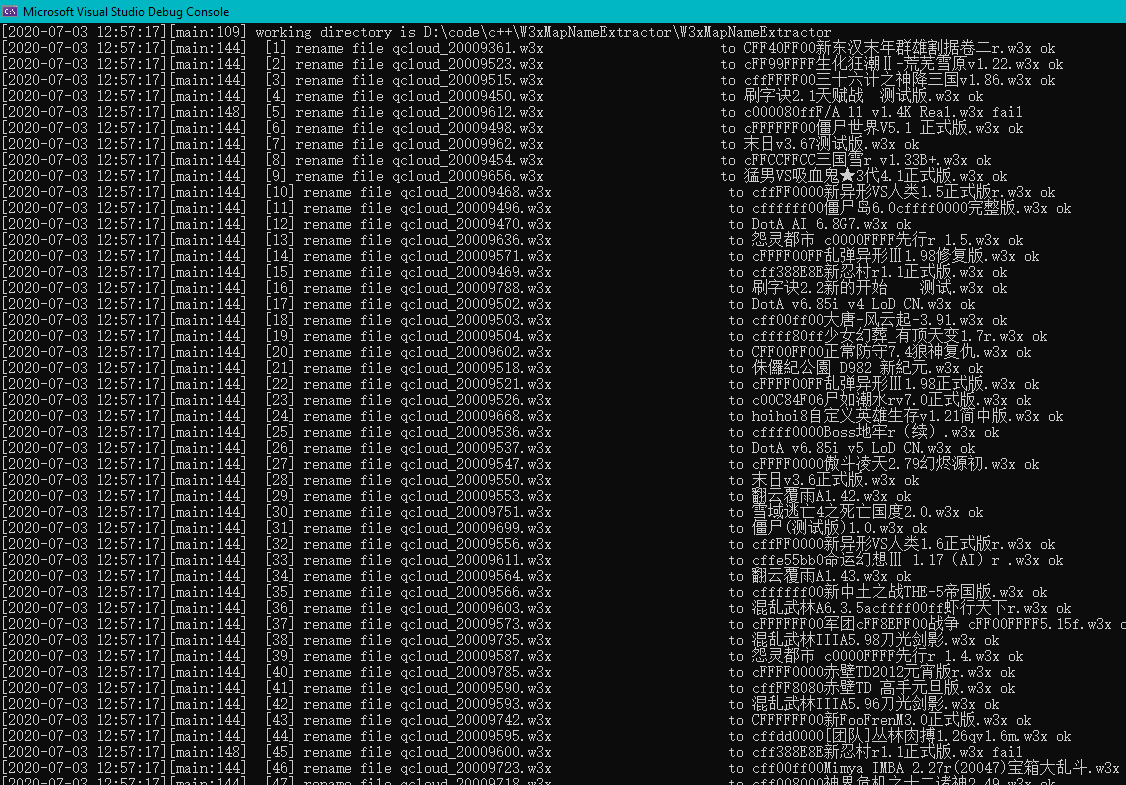 Microsoft Visual Studio Debug Console
[2020-07-03 12:57:17][main:109] working directory is D:\code\c++\W3xMapNameExtractor\W3xMapNameExtractor
[2020-07-03 12:57:17][main:144] [1] rename file qcloud_20009361.w3x to CFF40FF00新东汉末年群雄割据卷二r.w3x ok
[2020-07-03 12:57:17][main:144] [2] rename file qcloud_20009523.w3x to cFF99FFFF生化狂潮Ⅱ-荒芜雪原v1.22.w3x ok
[2020-07-03 12:57:17][main:144] [3] rename file qcloud_20009515.w3x to cffFFFF00三十六计之神降三国v1.86.w3x ok
[2020-07-03 12:57:17][main:144] [4] rename file qcloud_20009450.w3x to 刷字诀2.1天赋战 测试版.w3x ok
[2020-07-03 12:57:17][main:148] [5] rename file qcloud_20009612.w3x to c000080ffF/A 11 v1.4K Real.w3x fail
[2020-07-03 12:57:17][main:144] [6] rename file qcloud_20009498.w3x to cFFFFFF00僵尸世界V5.1 正式版.w3x ok
[2020-07-03 12:57:17][main:144] [7] rename file qcloud_20009962.w3x to 末日v3.67测试版.w3x ok
[2020-07-03 12:57:17][main:144] [8] rename file qcloud_20009454.w3x to cFFCCFFCC三国雪r v1.33B+.w3x ok
[2020-07-03 12:57:17][main:144] [9] rename file qcloud_20009656.w3x to 猛男VS吸血鬼★3代4.1正式版.w3x ok
[2020-07-03 12:57:17][main:144] [10] rename file qcloud_20009468.w3x to cffFF0000新异形VS人类1.5正式版r.w3x ok
[2020-07-03 12:57:17][main:144] [11] rename file qcloud_20009496.w3x to cffffff00僵尸岛6.0cffff0000完整版.w3x ok
[2020-07-03 12:57:17][main:144] [12] rename file qcloud_20009470.w3x to DotA AI 6.8G7.w3x ok
[2020-07-03 12:57:17][main:144] [13] rename file qcloud_20009636.w3x to 怨灵都市 c0000FFFF先行r 1.5.w3x ok
[2020-07-03 12:57:17][main:144] [14] rename file qcloud_20009571.w3x to cFFFF00FF乱弹异形Ⅲ1.98修复版.w3x ok
[2020-07-03 12:57:17][main:144] [15] rename file qcloud_20009469.w3x to cff388E8E新忍村r1.1正式版.w3x ok
[2020-07-03 12:57:17][main:144] [16] rename file qcloud_20009788.w3x to 刷字诀2.2新的开始 测试.w3x ok
[2020-07-03 12:57:17][main:144] [17] rename file qcloud_20009502.w3x to DotA v6.85i v4 LoD CN.w3x ok
[2020-07-03 12:57:17][main:144] [18] rename file qcloud_20009503.w3x to cff00ff00大唐-风云起-3.91.w3x ok
[2020-07-03 12:57:17][main:144] [19] rename file qcloud_20009504.w3x to cffff80ff少女幻葬_有顶天变1.7r.w3x ok
[2020-07-03 12:57:17][main:144] [20] rename file qcloud_20009602.w3x to CFF00FF00正常防守7.4狼神复仇.w3x ok
[2020-07-03 12:57:17][main:144] [21] rename file qcloud_20009518.w3x to 侏儸紀公園 D982 新紀元.w3x ok
[2020-07-03 12:57:17][main:144] [22] rename file qcloud_20009521.w3x to cFFFF00FF乱弹异形Ⅲ1.98正式版.w3x ok
[2020-07-03 12:57:17][main:144] [23] rename file qcloud_20009526.w3x to c00C84F06尸如潮水rv7.0正式版.w3x ok
[2020-07-03 12:57:17][main:144] [24] rename file qcloud_20009668.w3x to hoihoi8自定义英雄生存v1.21简中版.w3x ok
[2020-07-03 12:57:17][main:144] [25] rename file qcloud_20009536.w3x to cffff0000Boss地牢r（续）.w3x ok
[2020-07-03 12:57:17][main:144] [26] rename file qcloud_20009537.w3x to DotA v6.85i v5 LoD CN.w3x ok
[2020-07-03 12:57:17][main:144] [27] rename file qcloud_20009547.w3x to cFFFF0000傲斗凌天2.79幻烬源初.w3x ok
[2020-07-03 12:57:17][main:144] [28] rename file qcloud_20009550.w3x to 末日v3.6正式版.w3x ok
[2020-07-03 12:57:17][main:144] [29] rename file qcloud_20009553.w3x to 翻云覆雨A1.42.w3x ok
[2020-07-03 12:57:17][main:144] [30] rename file qcloud_20009751.w3x to 雪域逃亡4之死亡国度2.0.w3x ok
[2020-07-03 12:57:17][main:144] [31] rename file qcloud_20009699.w3x to 僵尸(测试版)1.0.w3x ok
[2020-07-03 12:57:17][main:144] [32] rename file qcloud_20009556.w3x to cffFF0000新异形VS人类1.6正式版r.w3x ok
[2020-07-03 12:57:17][main:144] [33] rename file qcloud_20009611.w3x to cffe55bb0命运幻想Ⅲ 1.17（AI）r .w3x ok
[2020-07-03 12:57:17][main:144] [34] rename file qcloud_20009564.w3x to 翻云覆雨A1.43.w3x ok
[2020-07-03 12:57:17][main:144] [35] rename file qcloud_20009566.w3x to cffffff00新中土之战THE-5帝国版.w3x ok
[2020-07-03 12:57:17][main:144] [36] rename file qcloud_20009603.w3x to 混乱武林A6.3.5acffff00ff虾行天下r.w3x ok
[2020-07-03 12:57:17][main:144] [37] rename file qcloud_20009573.w3x to cFFFFFF00军团cFF8EFF00战争 cFF00FFFF5.15f.w3x o
[2020-07-03 12:57:17][main:144] [38] rename file qcloud_20009735.w3x to 混乱武林IIIA5.98刀光剑影.w3x ok
[2020-07-03 12:57:17][main:144] [39] rename file qcloud_20009587.w3x to 怨灵都市 c0000FFFF先行r 1.4.w3x ok
[2020-07-03 12:57:17][main:144] [40] rename file qcloud_20009785.w3x to cFFFF0000赤壁TD2012元宵版r.w3x ok
[2020-07-03 12:57:17][main:144] [41] rename file qcloud_20009590.w3x to cffFF8080赤壁TD 高手元旦版.w3x ok
[2020-07-03 12:57:17][main:144] [42] rename file qcloud_20009593.w3x to 混乱武林IIIA5.96刀光剑影.w3x ok
[2020-07-03 12:57:17][main:144] [43] rename file qcloud_20009742.w3x to CFFFFFF00新FooFrenM3.0正式版.w3x ok
[2020-07-03 12:57:17][main:144] [44] rename file qcloud_20009595.w3x to cffdd0000[团队]丛林肉搏1.26qv1.6m.w3x ok
[2020-07-03 12:57:17][main:148] [45] rename file qcloud_20009600.w3x to cff388E8E新忍村r1.1正式版.w3x fail
[2020-07-03 12:57:17][main:144] [46] rename file qcloud_20009723.w3x to cff00ff00Mimya IMBA 2.27r(20047)宝箱大乱斗.w3x
[2020-07-03 12:57:17][main:144] [47] rename file qcloud_20009718.w3x to cff008000神界危机之十二诸神2.49.w3x ok